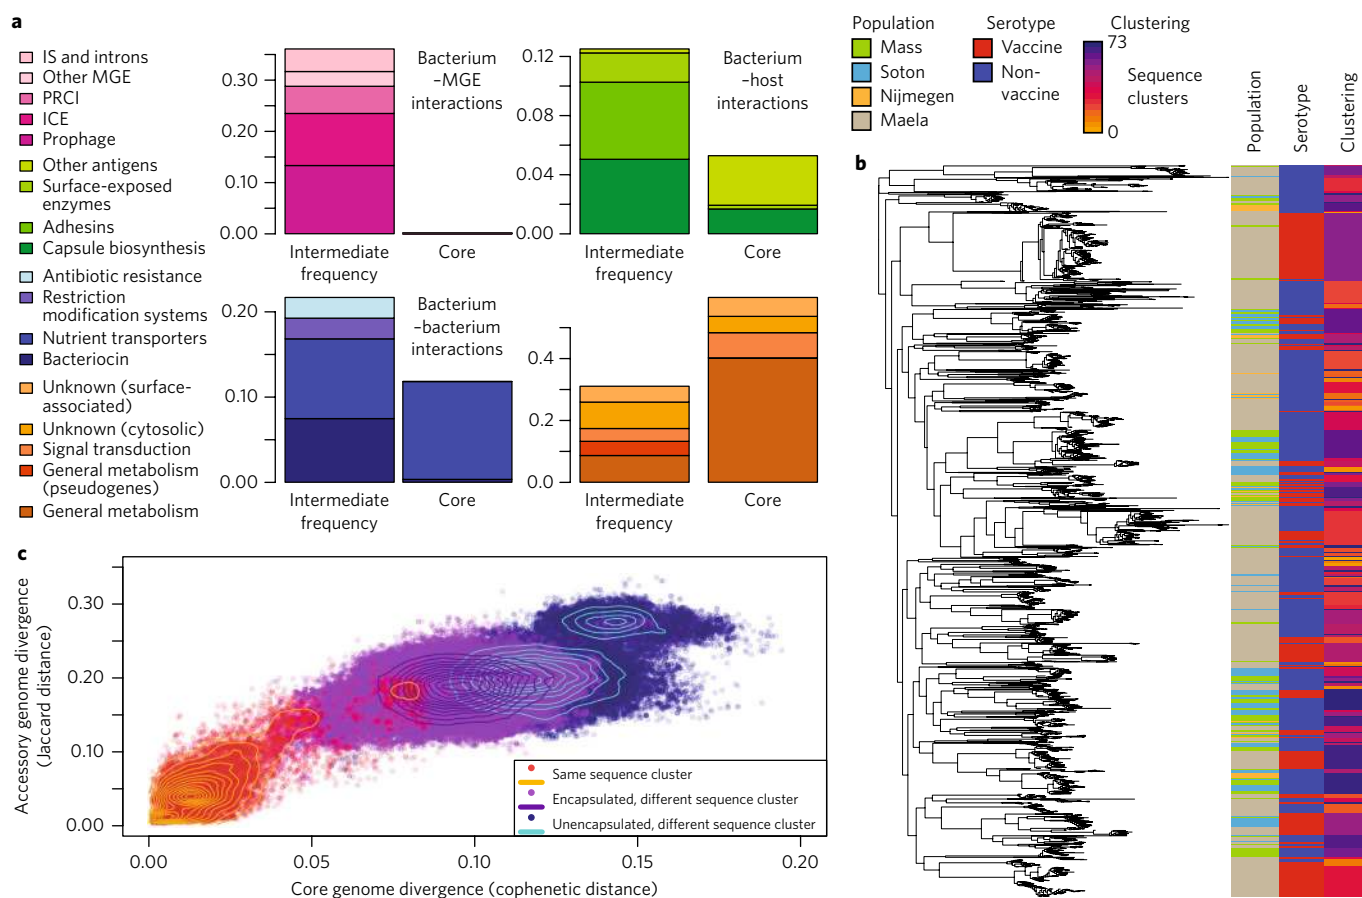 a
IS and introns
Other MGE
PRCI
ICE
Prophage
Other antigens
Surface-exposed
enzymes
Adhesins
Capsule biosynthesis
Antibiotic resistance
Restriction
modification systems
Nutrient transporters
Bacteriocin
Unknown (surface-
associated)
Unknown (cytosolic)
Signal transduction
General metabolism
(pseudogenes)
General metabolism
0.30
0.20
0.10
0.00
Bacterium
–MGE
interactions
Intermediate
frequency
Core
0.12
0.08
0.04
0.00
Bacterium
–host
interactions
Intermediate
frequency
Core
0.20
0.10
0.00
Bacterium
–bacterium
interactions
Intermediate
frequency
Core
0.4
0.2
0.0
Intermediate
frequency
Core
Population
Mass
Soton
Nijmegen
Maela
Serotype
Vaccine
Non-
vaccine
Clustering
73
0
Sequence
clusters
Population
Serotype
Clustering
b
c
Accessory genome divergence
(Jaccard distance)
0.30
0.20
0.10
0.00
Same sequence cluster
Encapsulated, different sequence cluster
Unencapsulated, different sequence cluster
0.00
0.05
0.10
0.15
0.20
Core genome divergence (cophenetic distance)